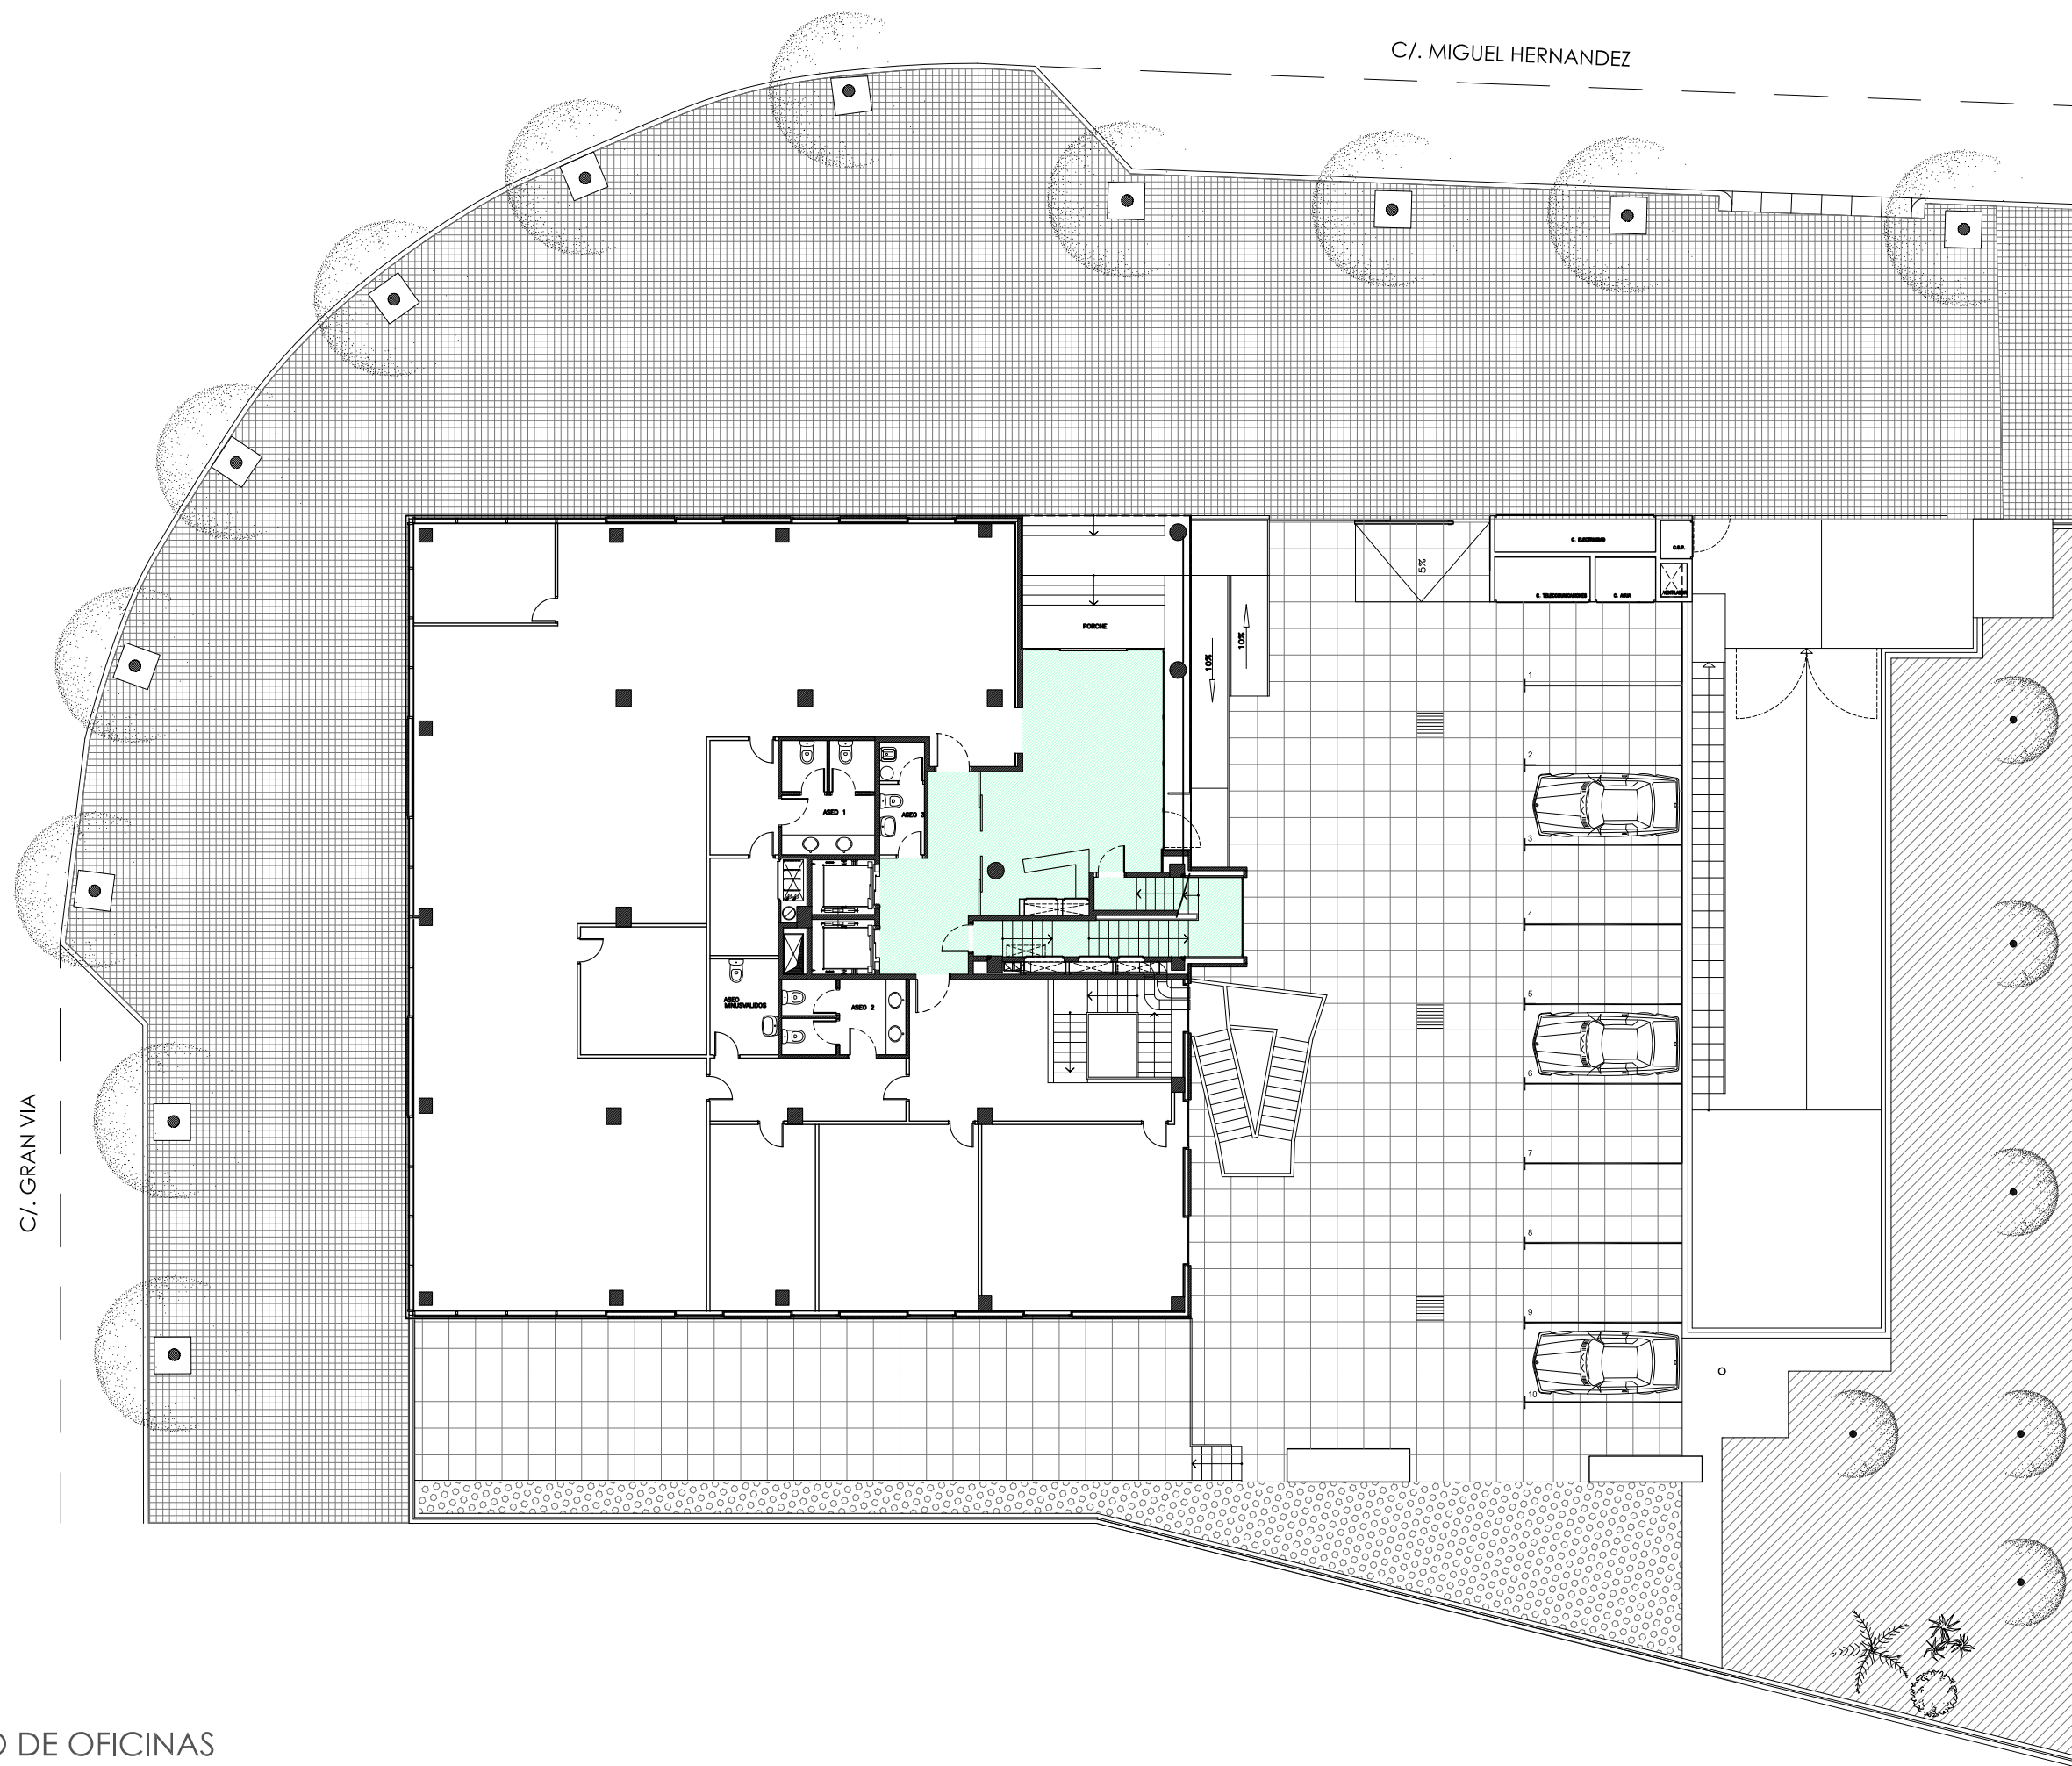 C/. MIGUEL HERNANDEZ
C. ELECTRICIDAD
C.G.P.
5%
C. TELECOMUNICACIONES
C. AGUA
VENTILACION
PORCHE
10%
10%
1
2
ASEO 1
ASEO 3
3
4
5
ASEO
MINUSVALIDOS
ASEO 2
6
C/. GRAN VIA
7
8
9
10
O DE OFICINAS